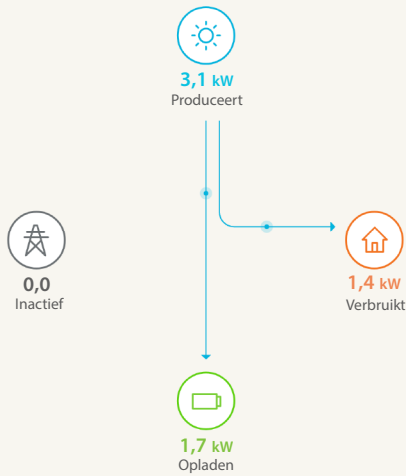 3,1 kW
Produceert
0,0
Inactief
1,4 kW
Verbruikt
1,7 kW
Opladen